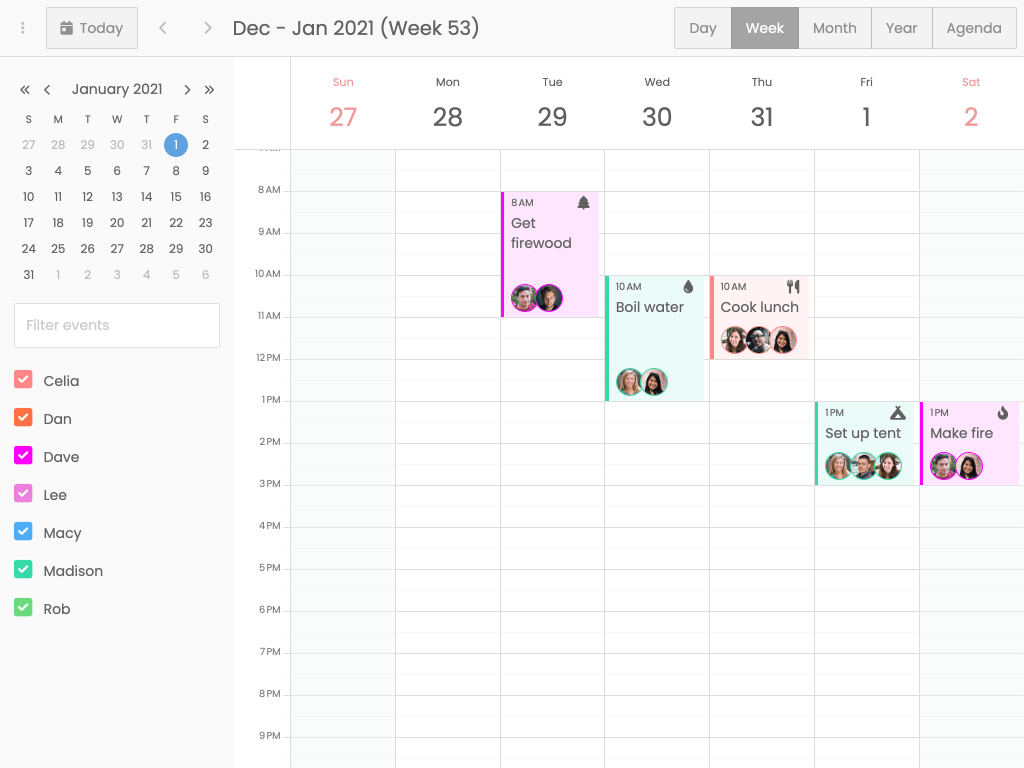 Today
Dec - Jan 2021 (Week 53)
Day Week Month Year Agenda
January 2021
S M T W T F S
27 28 29 30 31 1 2
3 4 5 6 7 8 9
10 11 12 13 14 15 16
17 18 19 20 21 22 23
24 25 26 27 28 29 30
31 1 2 3 4 5 6
Filter events
Celia
Dan
Dave
Lee
Macy
Madison
Rob
Sun Mon Tue Wed Thu Fri Sat
27 28 29 30 31 1 2
8 AM
9 AM
10 AM
11 AM
12 PM
1 PM
2 PM
3 PM
4 PM
5 PM
6 PM
7 PM
8 PM
9 PM
8 AM
Get
firewood
10 AM
Boil water
10 AM
Cook lunch
1 PM
Set up tent
1 PM
Make fire